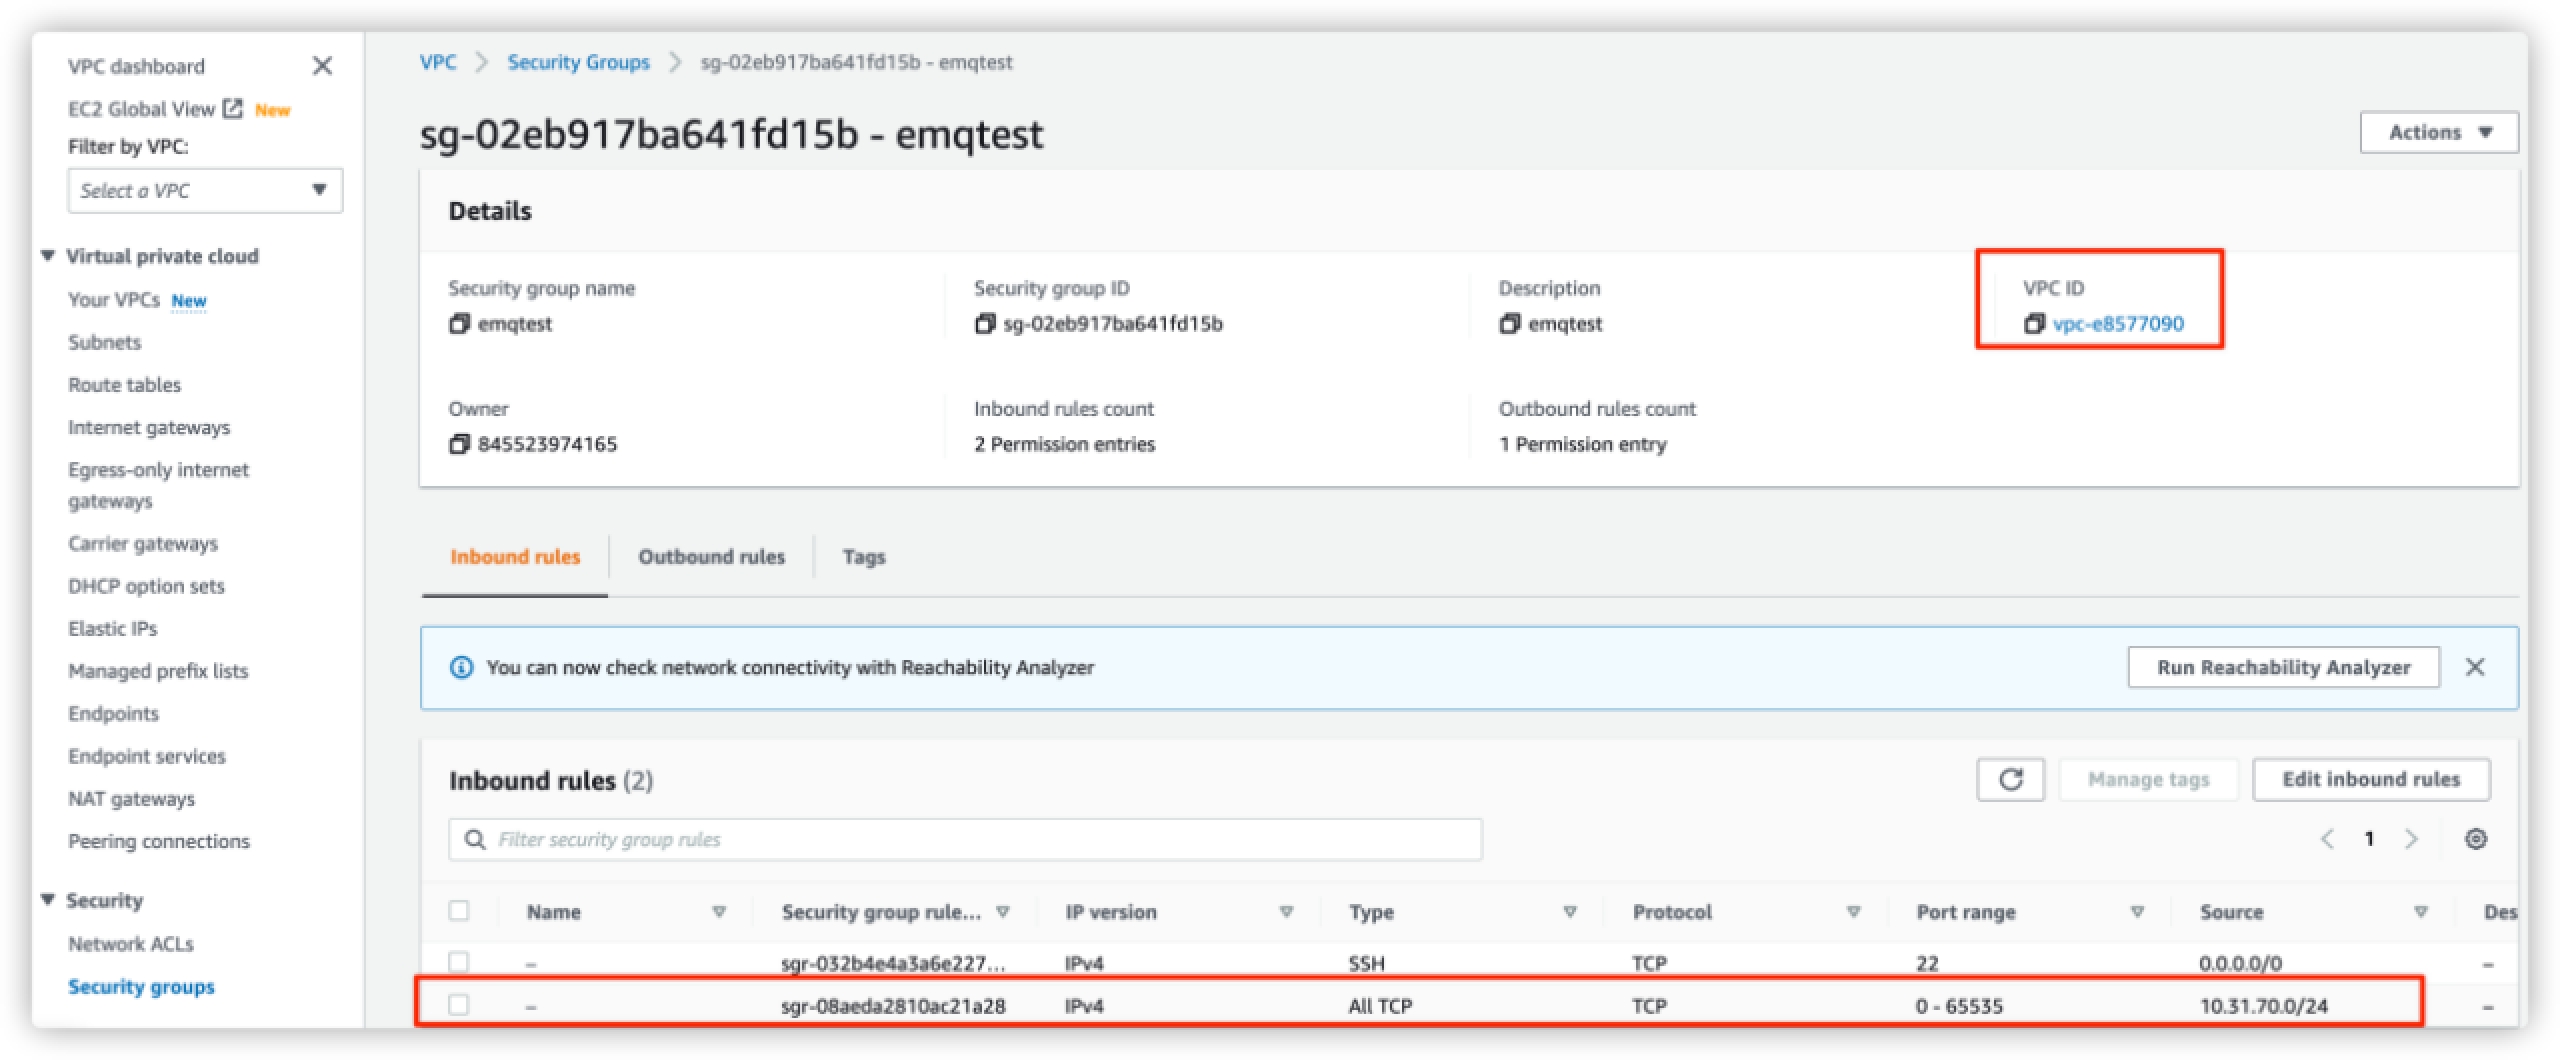 VPC dashboard
EC2 Global View New
Filter by VPC:
Select a VPC
Virtual private cloud
Your VPCs New
Subnets
Route tables
Internet gateways
Egress-only internet
gateways
Carrier gateways
DHCP option sets
Elastic IPs
Managed prefix lists
Endpoints
Endpoint services
NAT gateways
Peering connections
Security
Network ACLs
Security groups
VPC > Security Groups > sg-02eb917ba641fd15b - emqtest
sg-02eb917ba641fd15b - emqtest
Actions
Details
Security group name
emqtest
Security group ID
sg-02eb917ba641fd15b
Description
emqtest
VPC ID
vpc-e8577090
Owner
845523974165
Inbound rules count
2 Permission entries
Outbound rules count
1 Permission entry
Inbound rules Outbound rules Tags
You can now check network connectivity with Reachability Analyzer
Run Reachability Analyzer
Inbound rules (2)
Manage tags
Edit inbound rules
Filter security group rules
1
Name Security group rule... IP version Type Protocol Port range Source Des
– sgr-032b4e4a3a6e227... IPv4 SSH TCP 22 0.0.0.0/0 –
– sgr-08aeda2810ac21a28 IPv4 All TCP TCP 0 - 65535 10.31.70.0/24 –